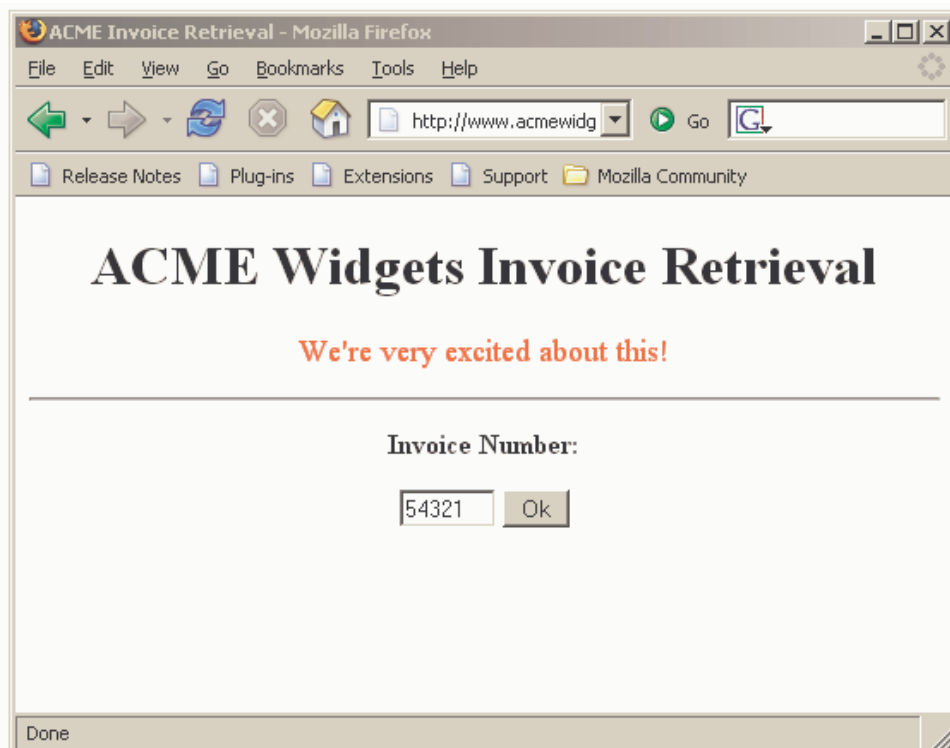 ACME Invoice Retrieval - Mozilla Firefox
File Edit View Go Bookmarks Tools Help
http://www.acmewidg Go G
Release Notes Plug-ins Extensions Support Mozilla Community
ACME Widgets Invoice Retrieval
We're very excited about this!
Invoice Number:
54321 Ok
Done